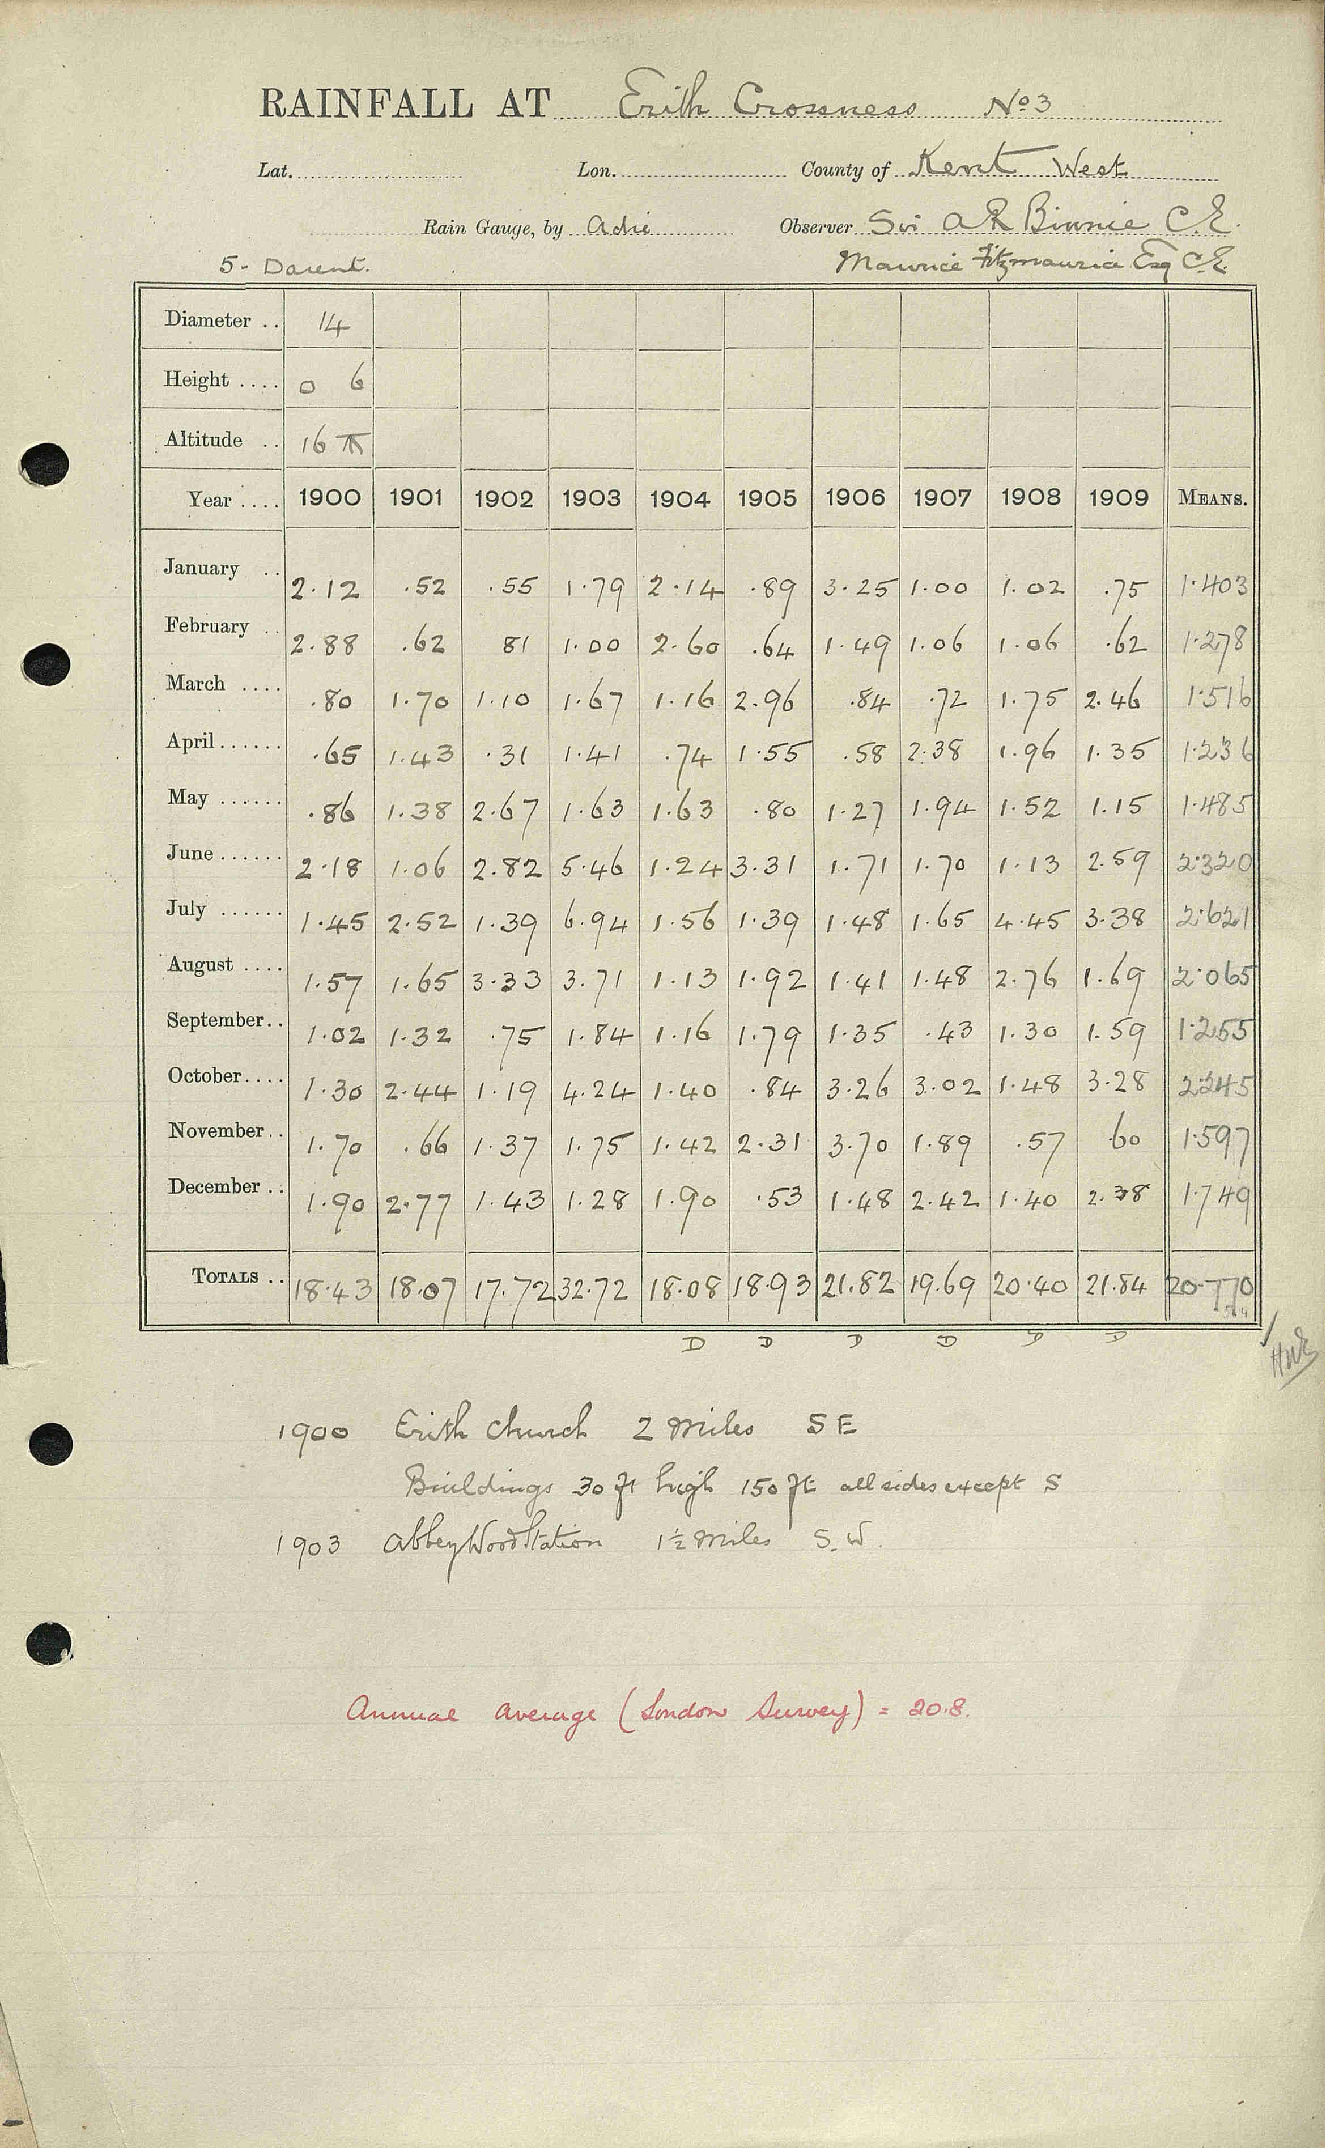 RAINFALL AT Erith Crossness No 3
Lat. Lon. County of Kent West
Rain Gauge, by Adie Observer Sir A R Binnie C.E.
5 - Darent. Maurice Fitzmaurice Esq C.E.
Diameter .. 14
Height .... 0 6
Altitude .. 16
Year .... 1900 1901 1902 1903 1904 1905 1906 1907 1908 1909 MEANS.
January .. 2.12 .52 .55 1.79 2.14 .89 3.25 1.00 1.02 .75 1.403
February .. 2.88 .62 81 1.00 2.60 .64 1.49 1.06 1.06 .62 1.278
March .... .80 1.70 1.10 1.67 1.16 2.96 .84 .72 1.75 2.46 1.516
April ...... .65 1.43 .31 1.41 .74 1.55 .58 2.38 1.96 1.35 1.236
May ...... .86 1.38 2.67 1.63 1.63 .80 1.27 1.94 1.52 1.15 1.485
June ...... 2.18 1.06 2.82 5.46 1.24 3.31 1.71 1.70 1.13 2.59 2.320
July ...... 1.45 2.52 1.39 6.94 1.56 1.39 1.48 1.65 4.45 3.38 2.621
August .... 1.57 1.65 3.33 3.71 1.13 1.92 1.41 1.48 2.76 1.69 2.065
September.. 1.02 1.32 .75 1.84 1.16 1.79 1.35 .43 1.30 1.59 1.255
October.... 1.30 2.44 1.19 4.24 1.40 .84 3.26 3.02 1.48 3.28 2.245
November.. 1.70 .66 1.37 1.75 1.42 2.31 3.70 1.89 .57 60 1.597
December .. 1.90 2.77 1.43 1.28 1.90 .53 1.48 2.42 1.40 2.38 1.749
TOTALS .. 18.43 18.07 17.72 32.72 18.08 18.93 21.82 19.69 20.40 21.84 20.770
D D D D D D
1900 Erith Church 2 Miles S E
Buildings 30 ft high 150 ft all sides except S
1903 Abbey Wood Station 1½ Miles S.W.
Annual average (London Survey) = 20.8.